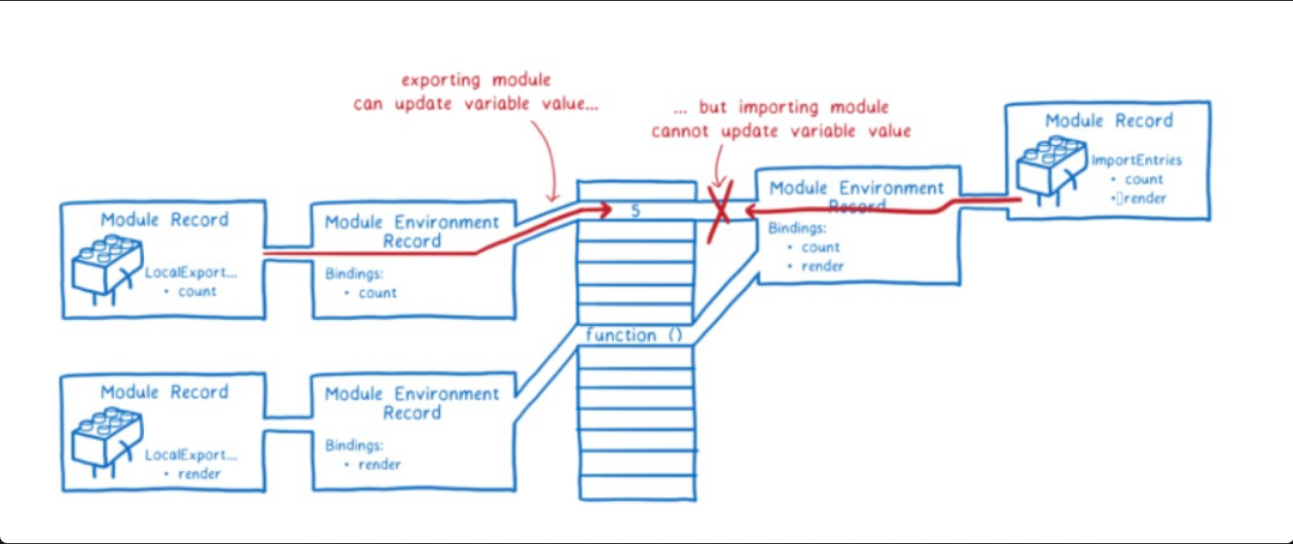 exporting module
can update variable value...
... but importing module
cannot update variable value
Module Record
ImportEntries
• count
•▯render
Module Environment
Record
Bindings:
• count
• render
5
function ()
Module Record
LocalExport...
• count
Module Environment
Record
Bindings:
• count
Module Record
LocalExport...
• render
Module Environment
Record
Bindings:
• render